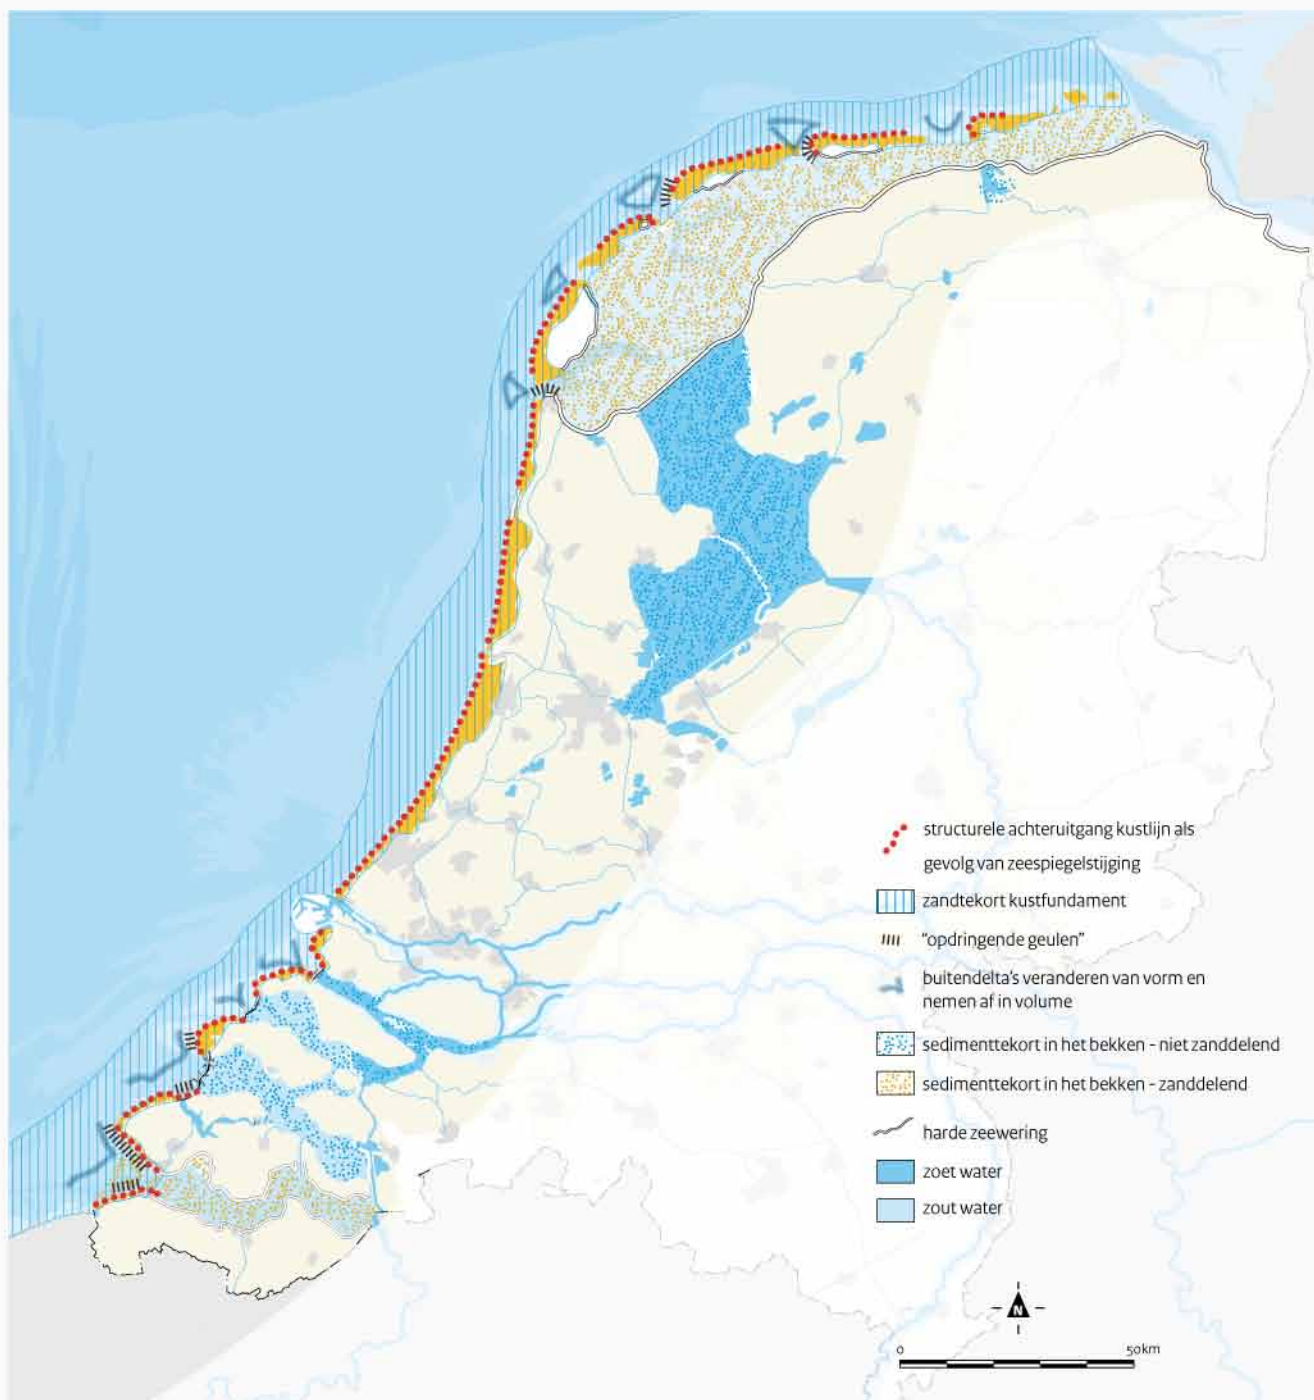 structurele achteruitgang kustlijn als
gevolg van zeespiegelstijging
zandtekort kustfundament
"opdringende geulen"
buitendelta's veranderen van vorm en
nemen af in volume
sedimenttekort in het bekken - niet zanddelend
sedimenttekort in het bekken - zanddelend
harde zeewering
zoet water
zout water
N
0 50km